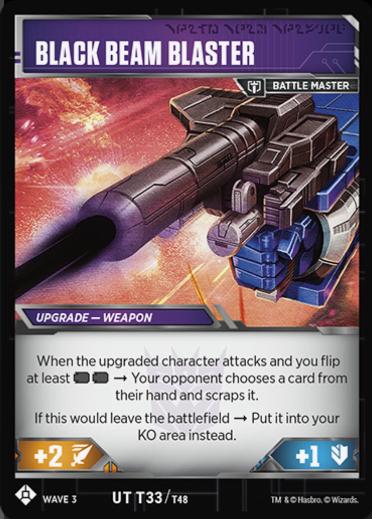 BLACK BEAM BLASTER
BATTLE MASTER
UPGRADE — WEAPON
When the upgraded character attacks and you flip
at least → Your opponent chooses a card from
their hand and scraps it.
If this would leave the battlefield → Put it into your
KO area instead.
+2
+1
WAVE 3
UT T33/T48
TM & © Hasbro. © Wizards.